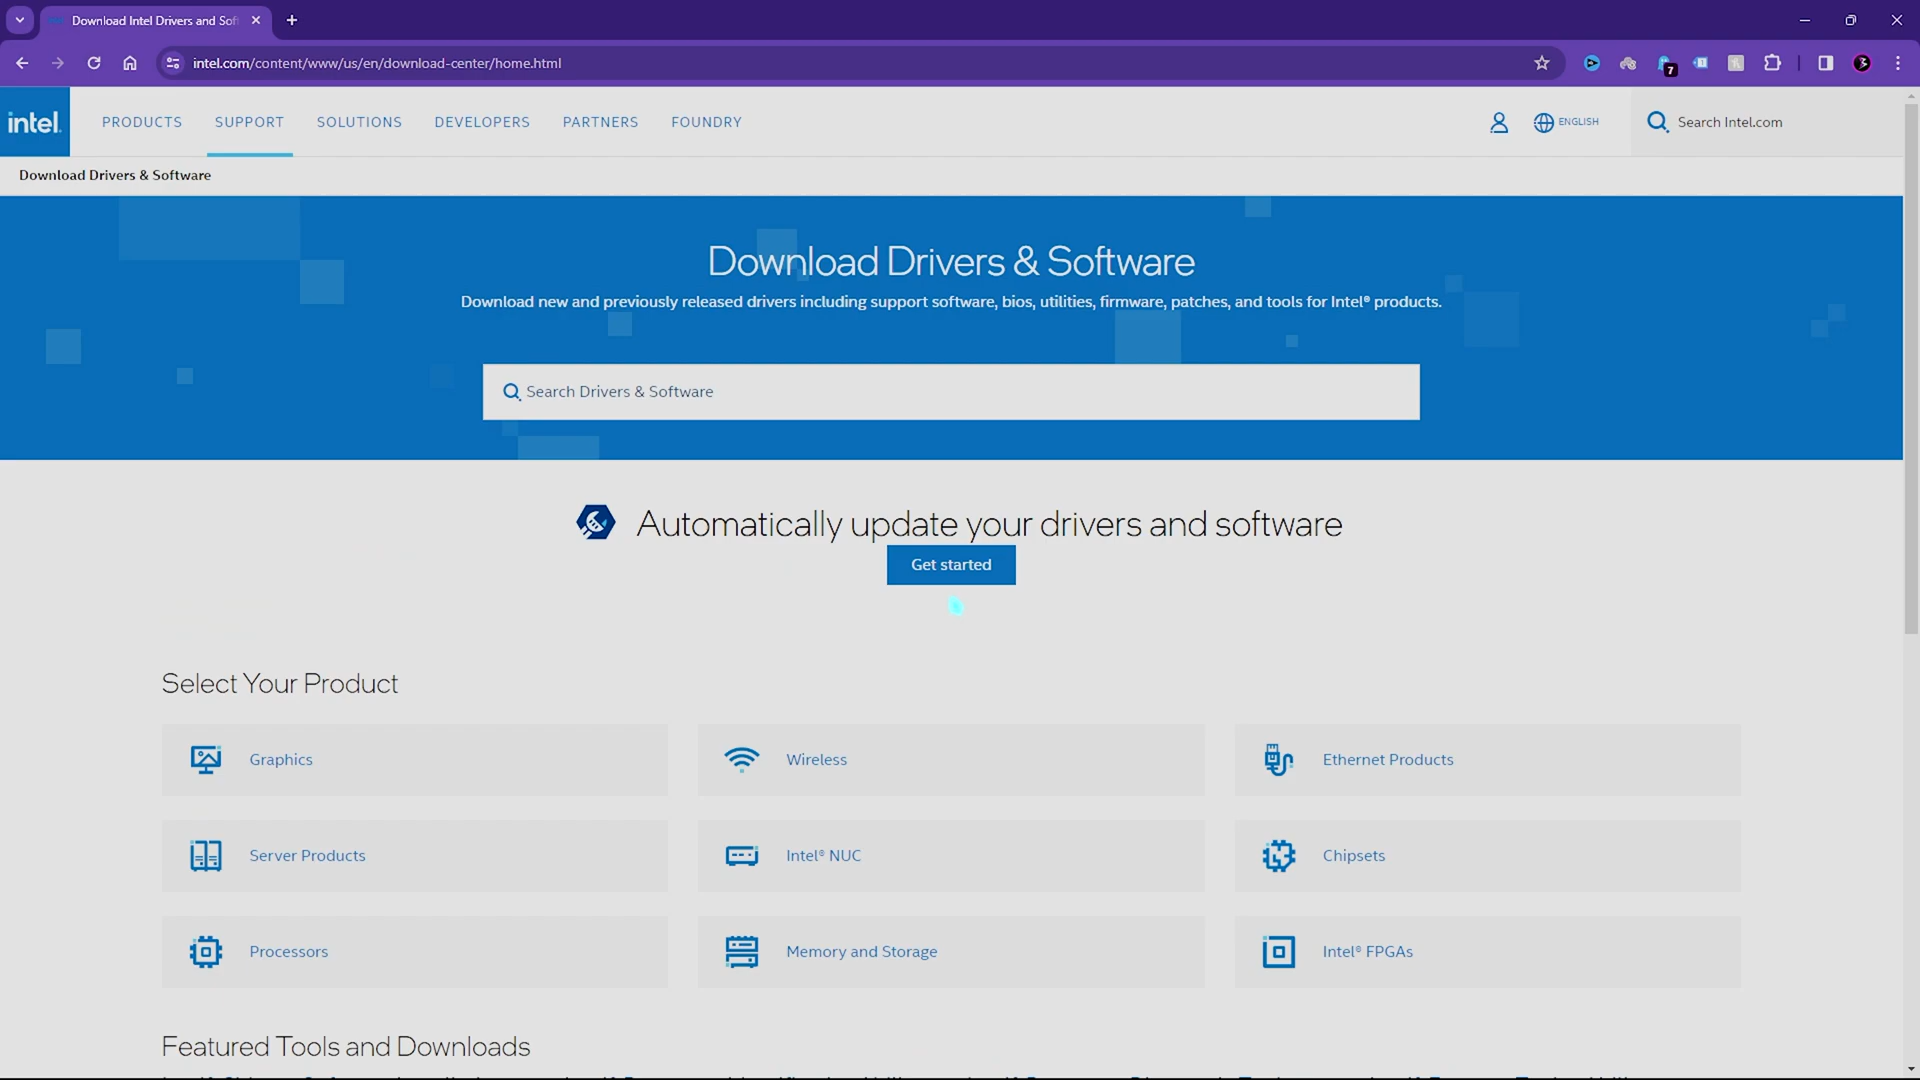 Download Intel Drivers and Sof
intel.com/content/www/us/en/download-center/home.html
7
intel.
PRODUCTS
SUPPORT
SOLUTIONS
DEVELOPERS
PARTNERS
FOUNDRY
ENGLISH
Search Intel.com
Download Drivers & Software
Download Drivers & Software
Download new and previously released drivers including support software, bios, utilities, firmware, patches, and tools for Intel® products.
Search Drivers & Software
Automatically update your drivers and software
Get started
Select Your Product
Graphics
Wireless
Ethernet Products
Server Products
Intel® NUC
Chipsets
Processors
Memory and Storage
Intel® FPGAs
Featured Tools and Downloads